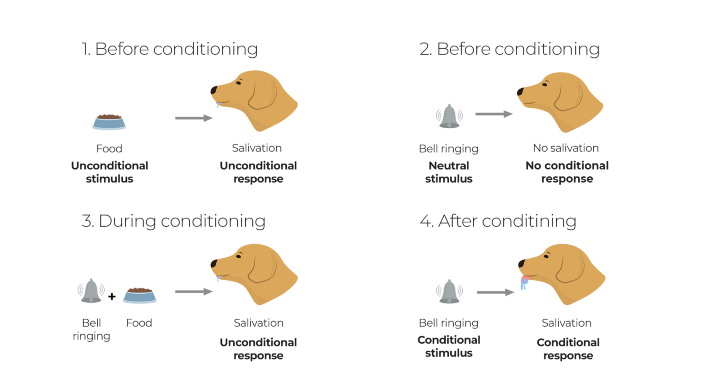 1. Before conditioning
Food
Unconditional
stimulus
Salivation
Unconditional
response
2. Before conditioning
Bell ringing
Neutral
stimulus
No salivation
No conditional
response
3. During conditioning
Bell
ringing
+
Food
Salivation
Unconditional
response
4. After conditining
Bell ringing
Conditional
stimulus
Salivation
Conditional
response